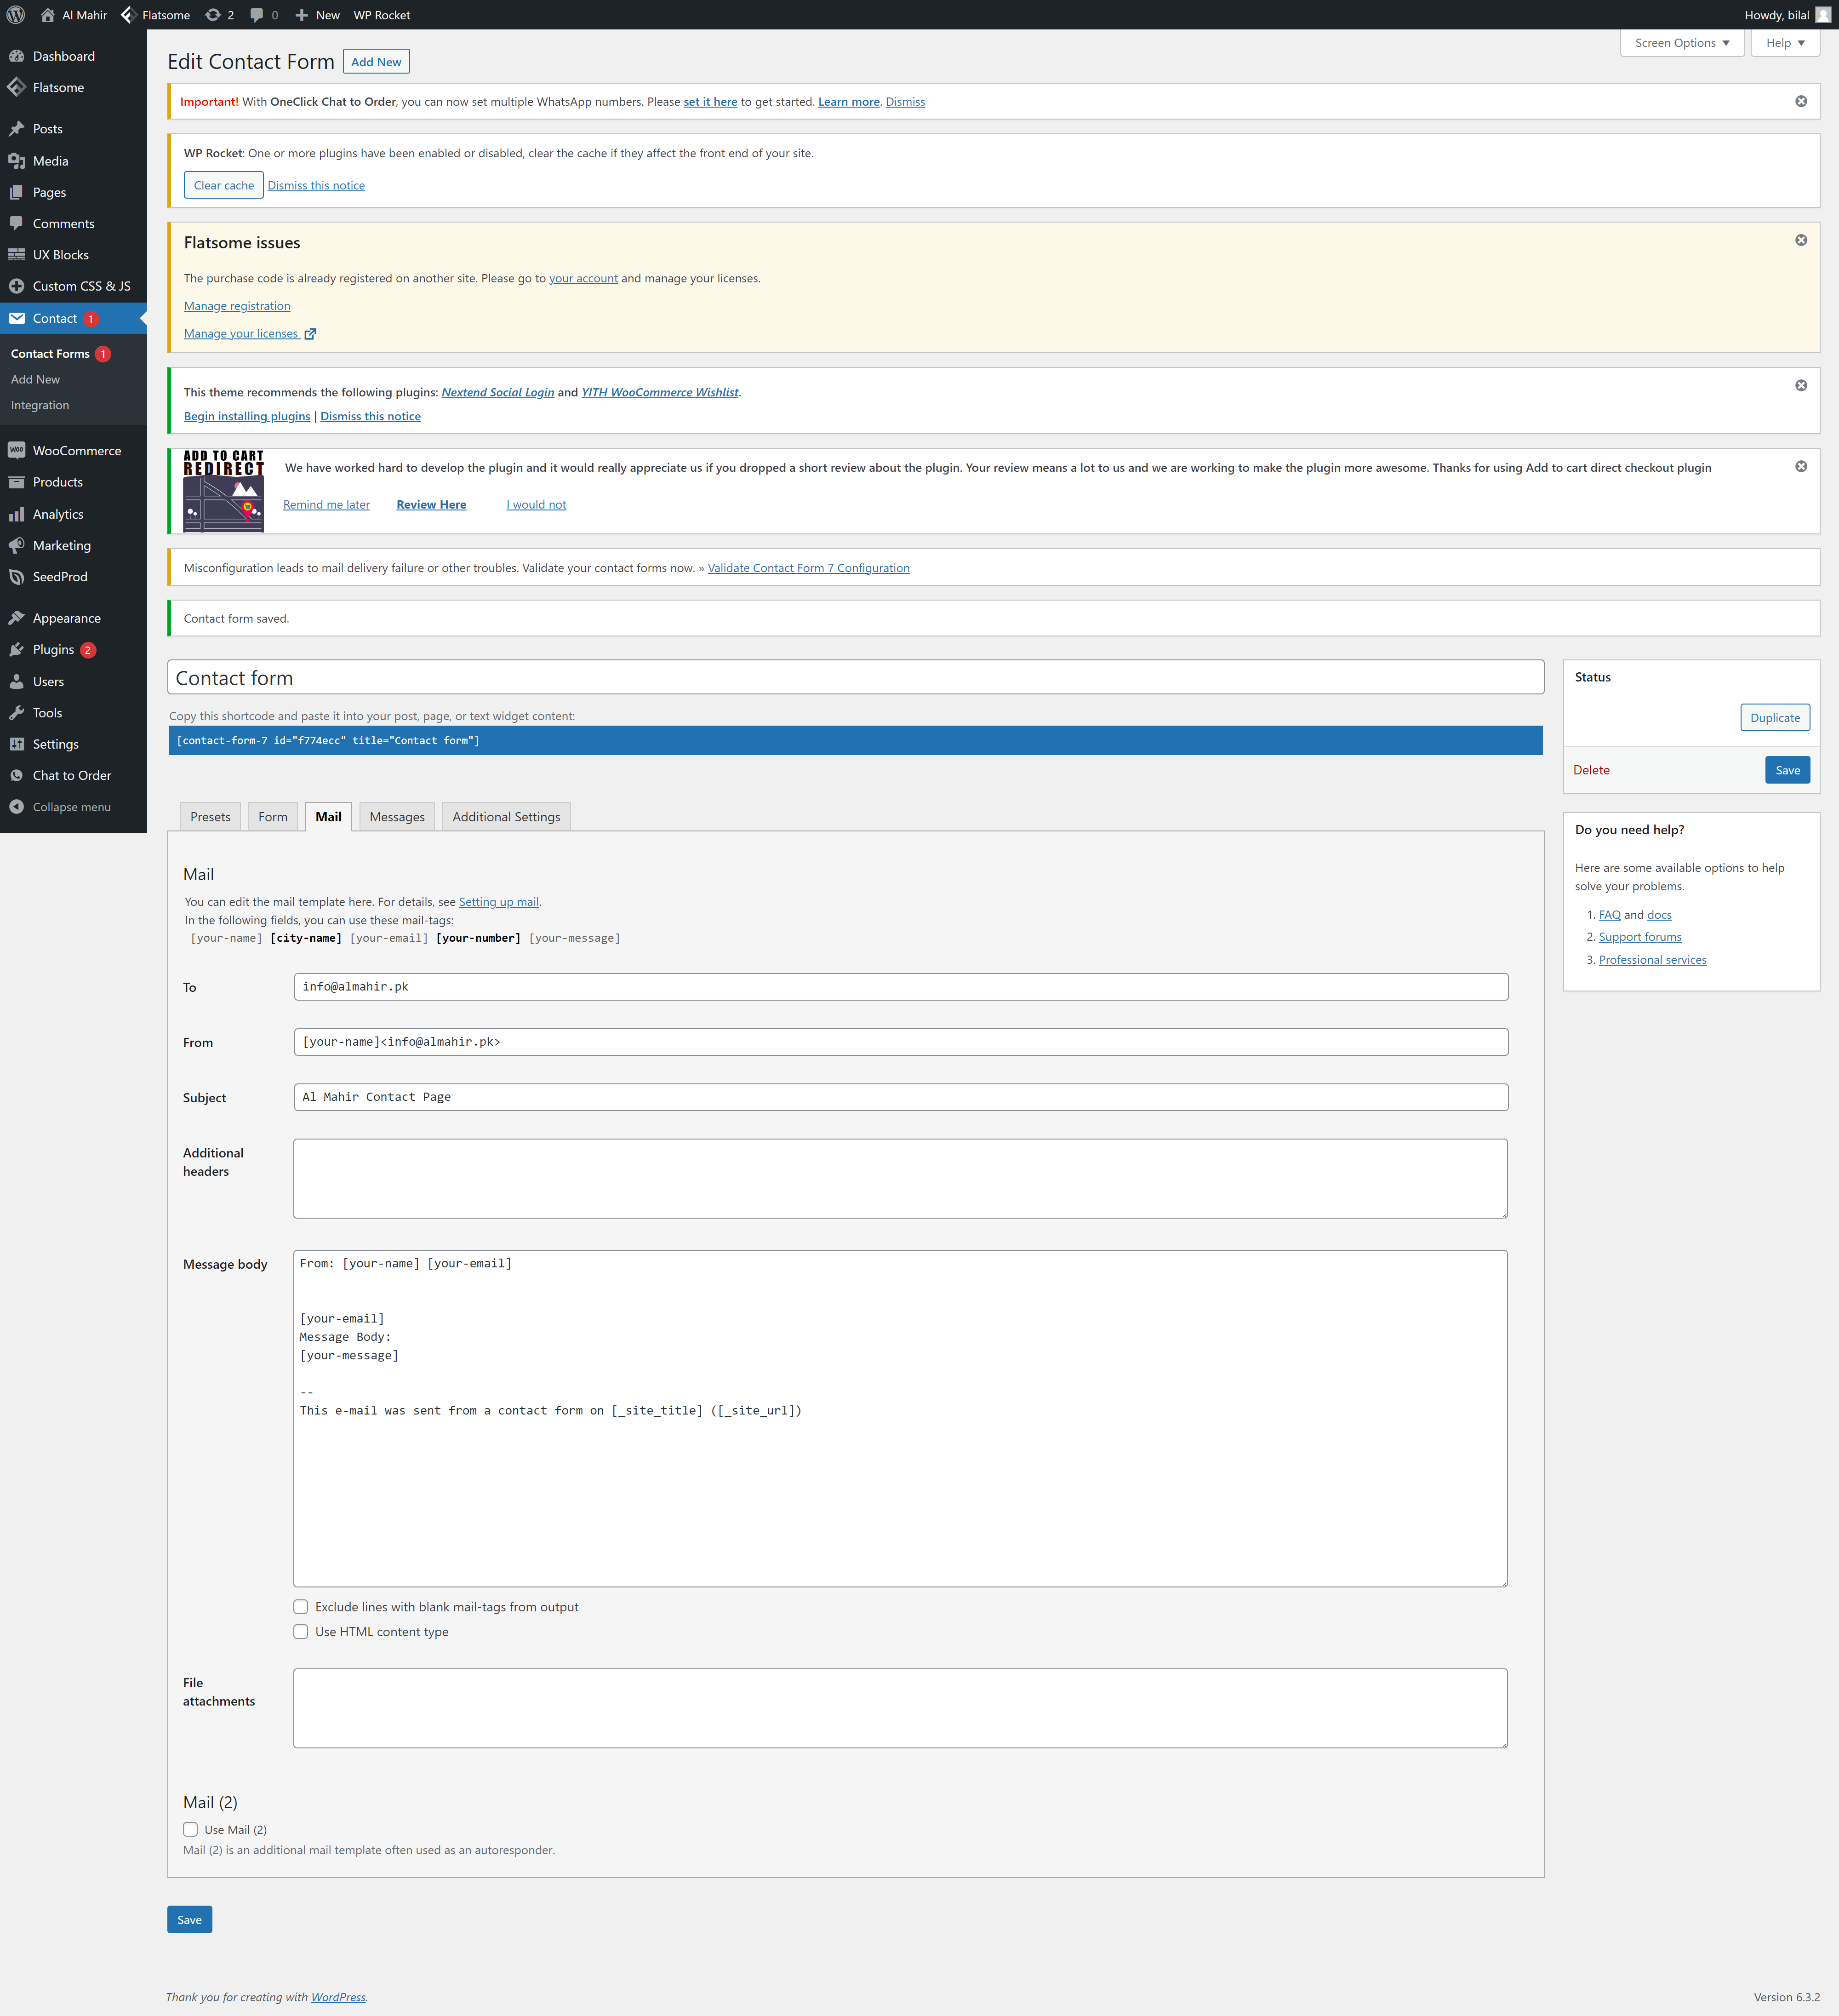 Al Mahir Flatsome 2 0 New WP Rocket Howdy, bilal
Screen Options Help
Dashboard
Flatsome
Posts
Media
Pages
Comments
UX Blocks
Custom CSS & JS
Contact 1
Contact Forms 1
Add New
Integration
WooCommerce
Products
Analytics
Marketing
SeedProd
Appearance
Plugins 2
Users
Tools
Settings
Chat to Order
Collapse menu
Edit Contact Form Add New
Important! With OneClick Chat to Order, you can now set multiple WhatsApp numbers. Please set it here to get started. Learn more. Dismiss
WP Rocket: One or more plugins have been enabled or disabled, clear the cache if they affect the front end of your site.
Clear cache Dismiss this notice
Flatsome issues
The purchase code is already registered on another site. Please go to your account and manage your licenses.
Manage registration
Manage your licenses
This theme recommends the following plugins: Nextend Social Login and YITH WooCommerce Wishlist.
Begin installing plugins | Dismiss this notice
ADD TO CART
REDIRECT
We have worked hard to develop the plugin and it would really appreciate us if you dropped a short review about the plugin. Your review means a lot to us and we are working to make the plugin more awesome. Thanks for using Add to cart direct checkout plugin
Remind me later Review Here I would not
Misconfiguration leads to mail delivery failure or other troubles. Validate your contact forms now. » Validate Contact Form 7 Configuration
Contact form saved.
Contact form
Copy this shortcode and paste it into your post, page, or text widget content:
[contact-form-7 id="f774ecc" title="Contact form"]
Presets Form Mail Messages Additional Settings
Mail
You can edit the mail template here. For details, see Setting up mail.
In the following fields, you can use these mail-tags:
[your-name] [city-name] [your-email] [your-number] [your-message]
To info@almahir.pk
From [your-name]<info@almahir.pk>
Subject Al Mahir Contact Page
Additional
headers
Message body
From: [your-name] [your-email]
[your-email]
Message Body:
[your-message]
--
This e-mail was sent from a contact form on [_site_title] ([_site_url])
Exclude lines with blank mail-tags from output
Use HTML content type
File
attachments
Mail (2)
Use Mail (2)
Mail (2) is an additional mail template often used as an autoresponder.
Save
Status
Duplicate
Delete Save
Do you need help?
Here are some available options to help
solve your problems.
1. FAQ and docs
2. Support forums
3. Professional services
Thank you for creating with WordPress. Version 6.3.2